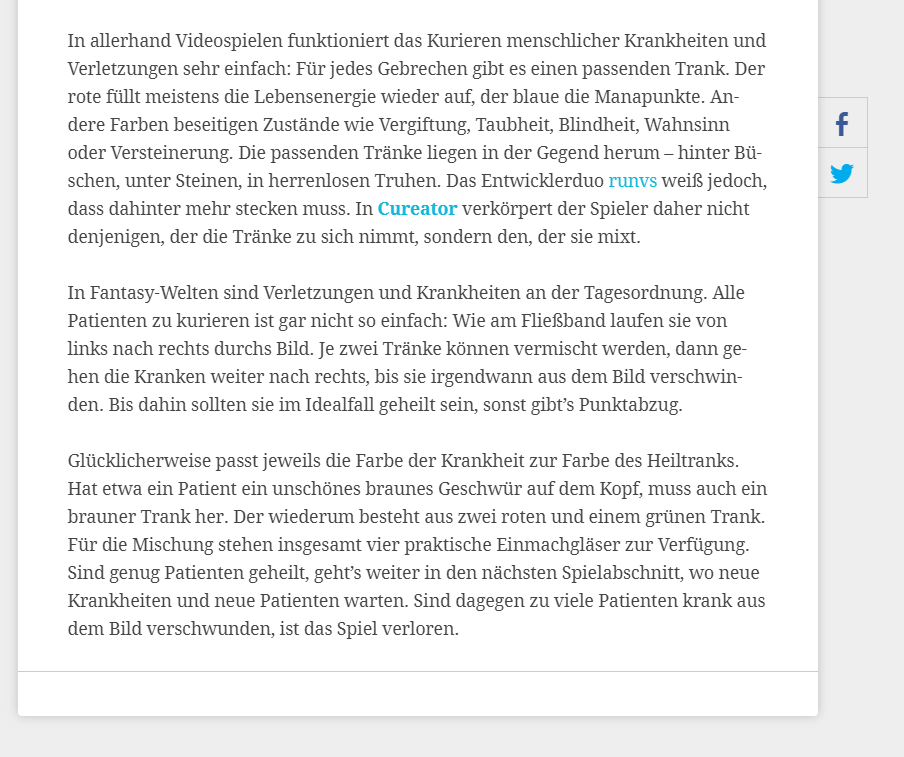 In allerhand Videospielen funktioniert das Kurieren menschlicher Krankheiten und
Verletzungen sehr einfach: Für jedes Gebrechen gibt es einen passenden Trank. Der
rote füllt meistens die Lebensenergie wieder auf, der blaue die Manapunkte. An-
dere Farben beseitigen Zustände wie Vergiftung, Taubheit, Blindheit, Wahnsinn
oder Versteinerung. Die passenden Tränke liegen in der Gegend herum – hinter Bü-
schen, unter Steinen, in herrenlosen Truhen. Das Entwicklerduo runvs weiß jedoch,
dass dahinter mehr stecken muss. In Cureator verkörpert der Spieler daher nicht
denjenigen, der die Tränke zu sich nimmt, sondern den, der sie mixt.
In Fantasy-Welten sind Verletzungen und Krankheiten an der Tagesordnung. Alle
Patienten zu kurieren ist gar nicht so einfach: Wie am Fließband laufen sie von
links nach rechts durchs Bild. Je zwei Tränke können vermischt werden, dann ge-
hen die Kranken weiter nach rechts, bis sie irgendwann aus dem Bild verschwin-
den. Bis dahin sollten sie im Idealfall geheilt sein, sonst gibt’s Punktabzug.
Glücklicherweise passt jeweils die Farbe der Krankheit zur Farbe des Heiltranks.
Hat etwa ein Patient ein unschönes braunes Geschwür auf dem Kopf, muss auch ein
brauner Trank her. Der wiederum besteht aus zwei roten und einem grünen Trank.
Für die Mischung stehen insgesamt vier praktische Einmachgläser zur Verfügung.
Sind genug Patienten geheilt, geht’s weiter in den nächsten Spielabschnitt, wo neue
Krankheiten und neue Patienten warten. Sind dagegen zu viele Patienten krank aus
dem Bild verschwunden, ist das Spiel verloren.